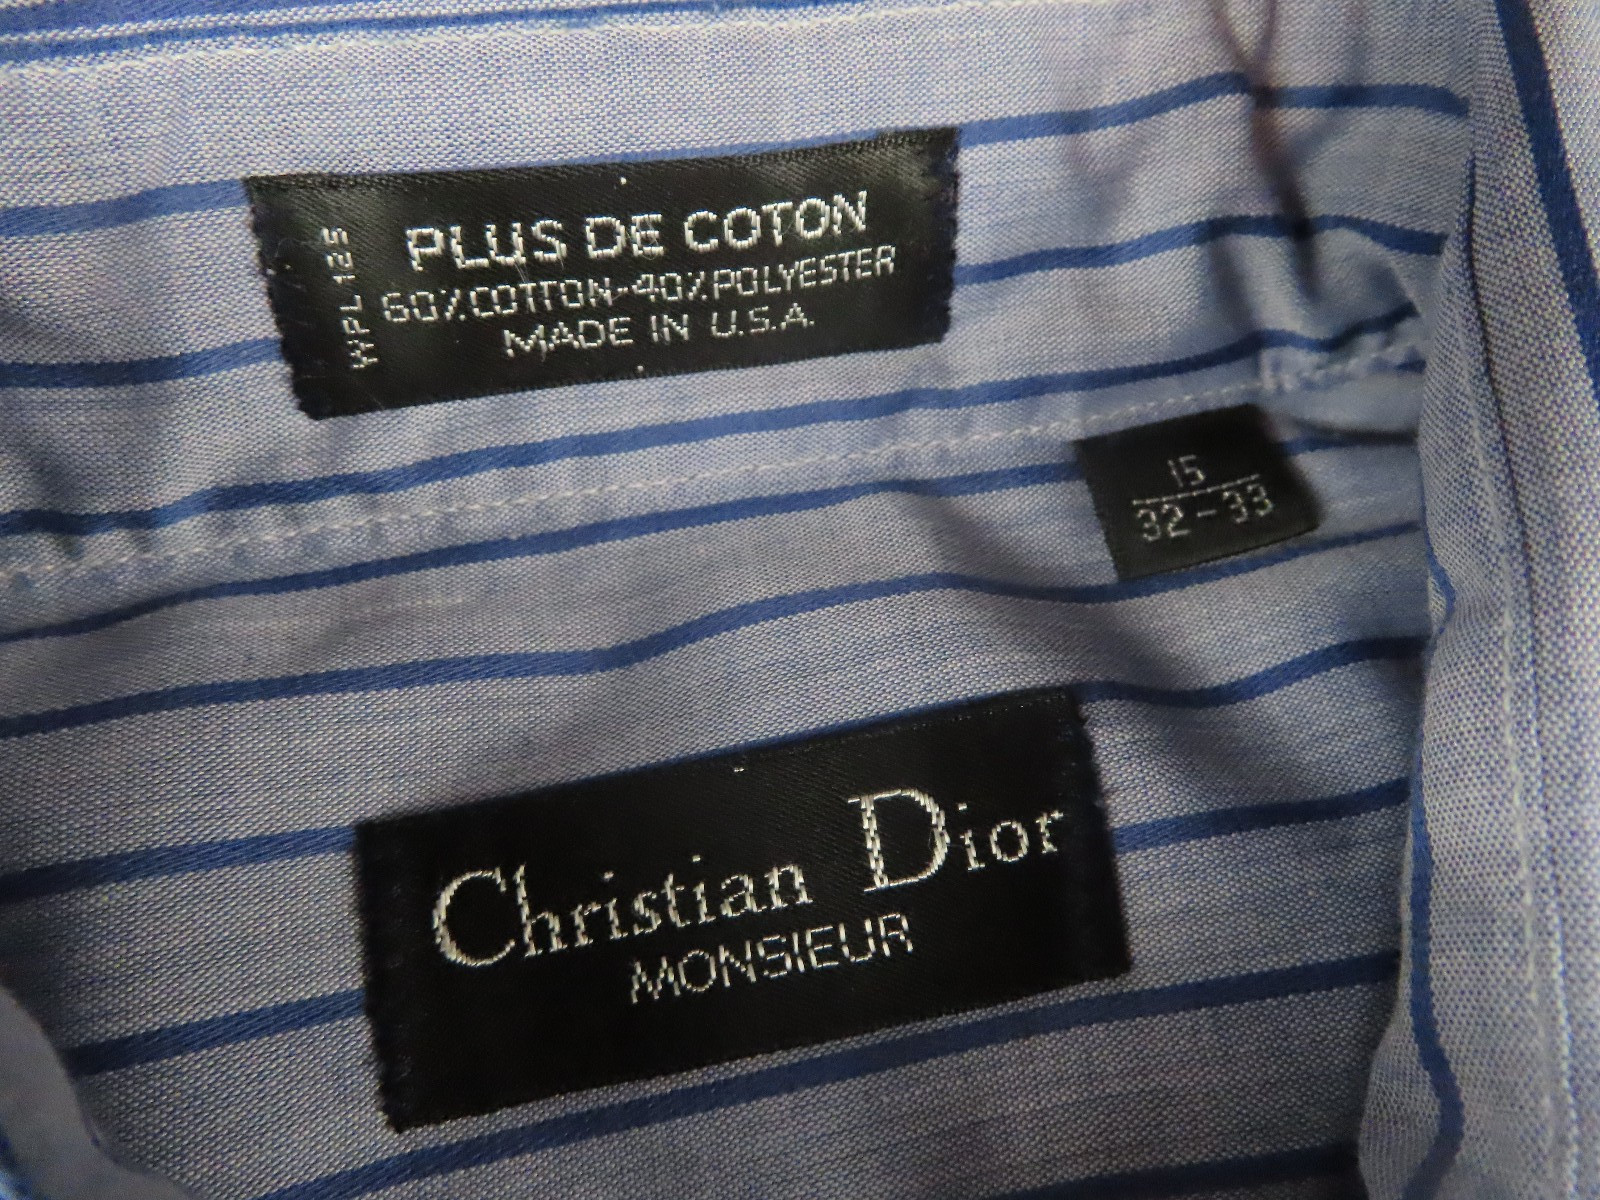 PLUS DE COTON
60% COTTON-40% POLYESTER
MADE IN U.S.A.
WPL 125
15
32-33
Christian Dior
MONSIEUR